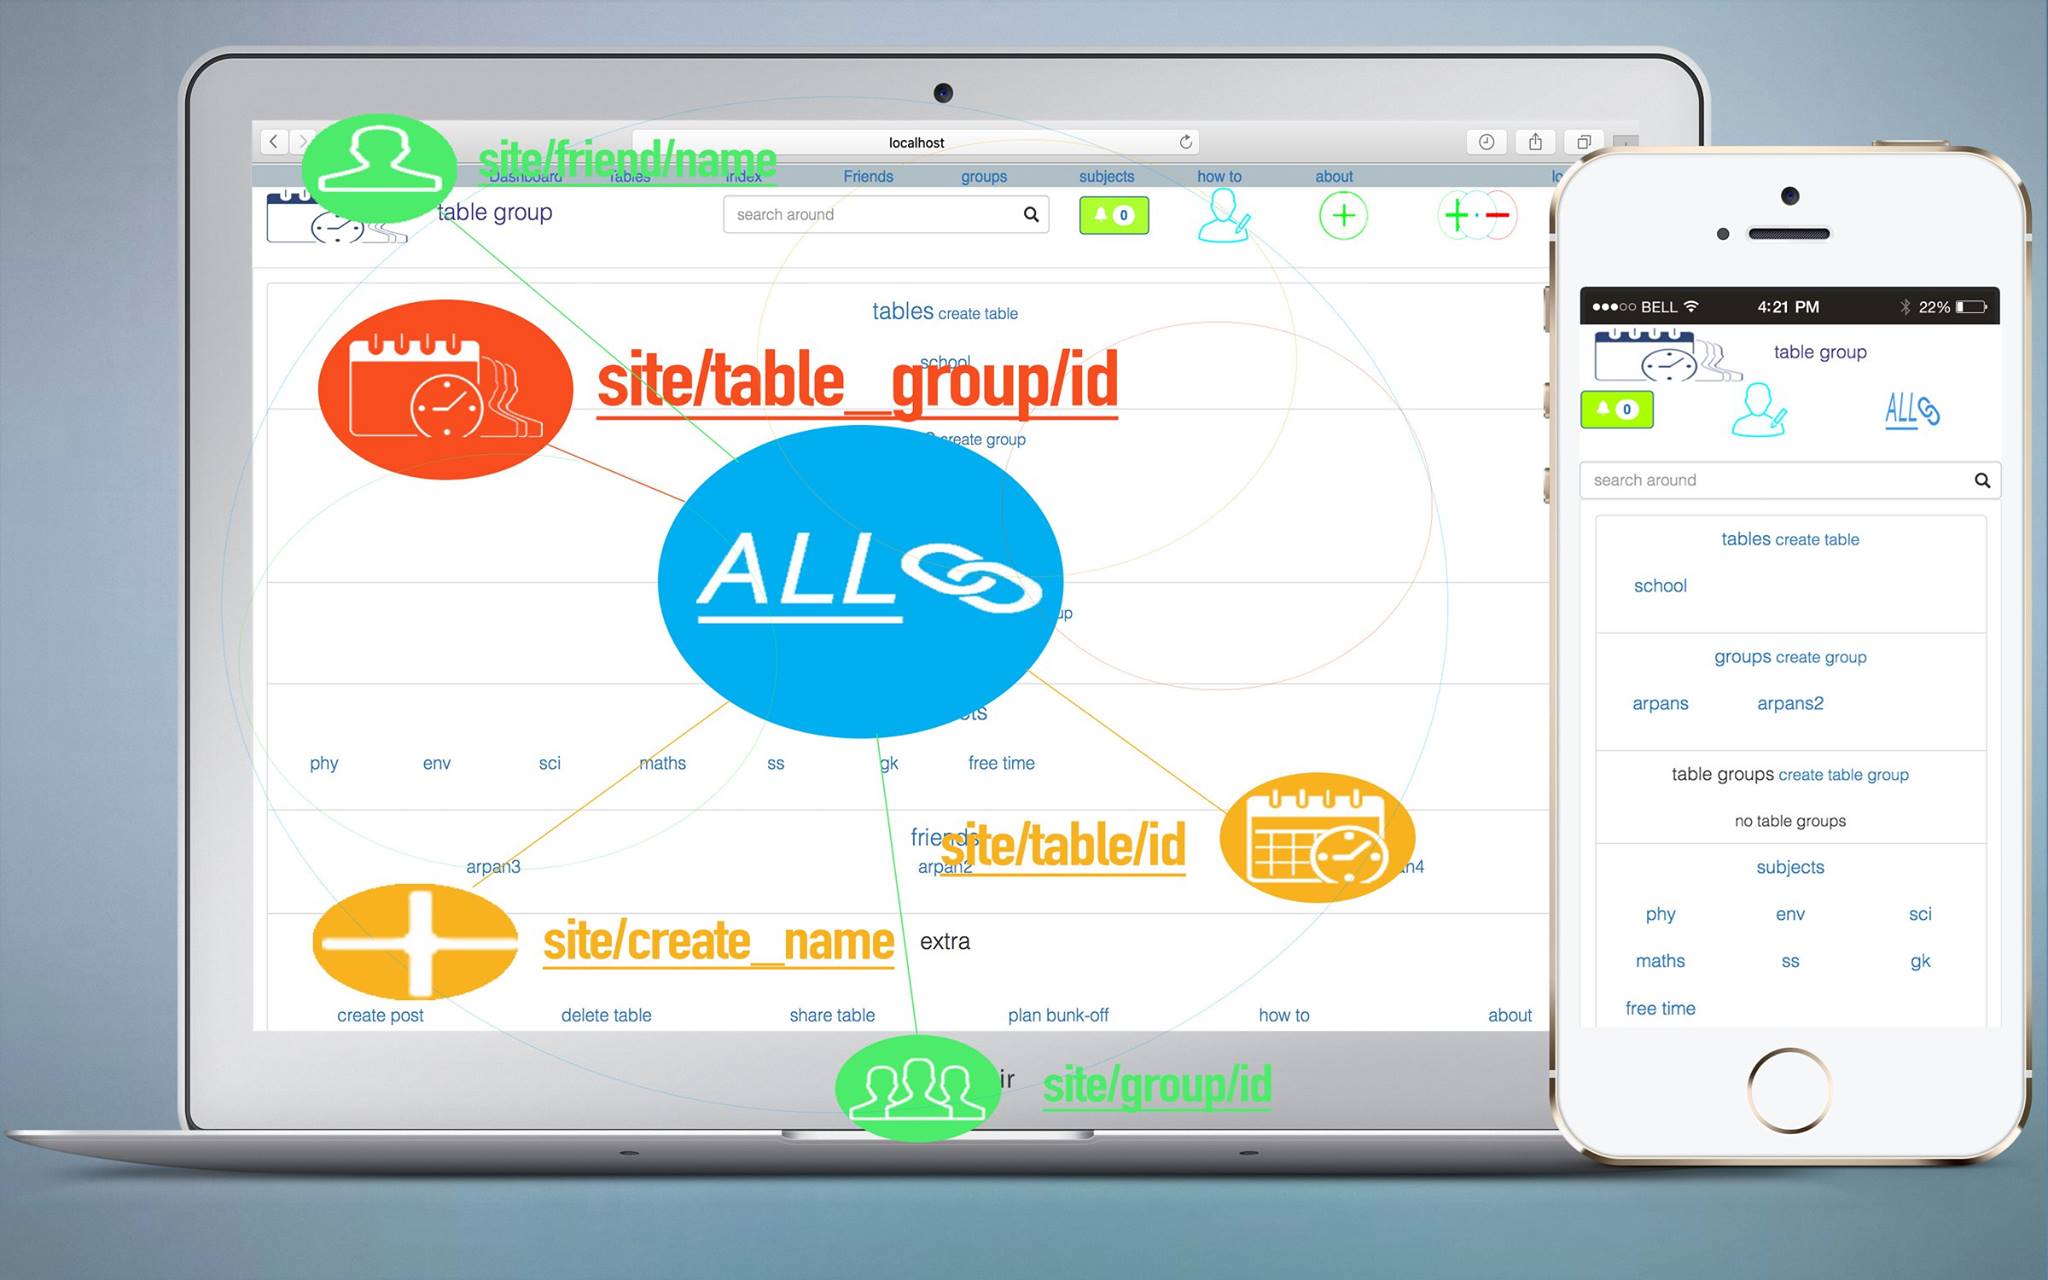 localhost
site/friend/name
Dashboard Tables Index Friends groups subjects how to about
table group
search around
0
tables create table
school
site/table_group/id
create group
ALL
phy env sci maths ss gk free time
friends
arpan3 arpan2
site/table/id
site/create_name
extra
create post delete table share table plan bunk-off how to about
site/group/id
BELL 4:21 PM 22%
table group
0
ALL
search around
tables create table
school
groups create group
arpans arpans2
table groups create table group
no table groups
subjects
phy env sci
maths ss gk
free time